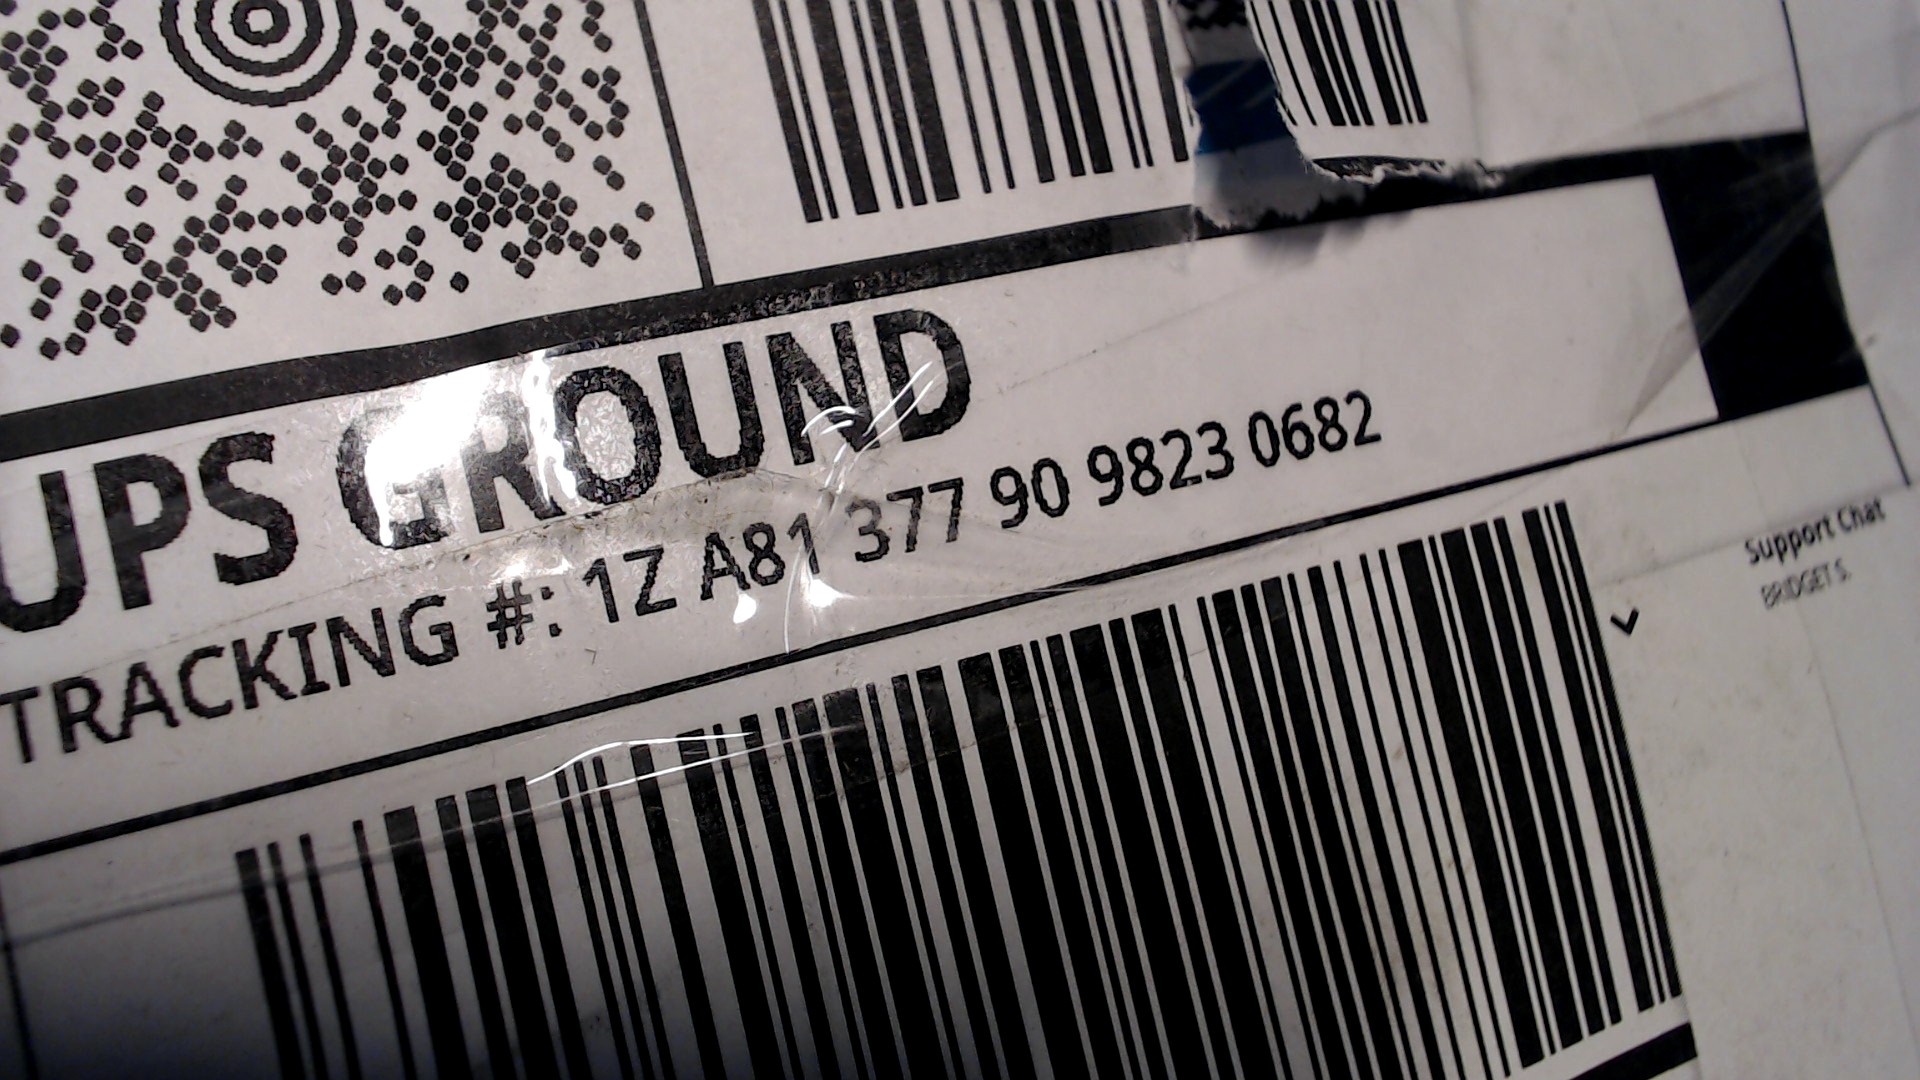 UPS GROUND
TRACKING #: 1Z A81 377 90 9823 0682
Support Chat
BRIDGET S.